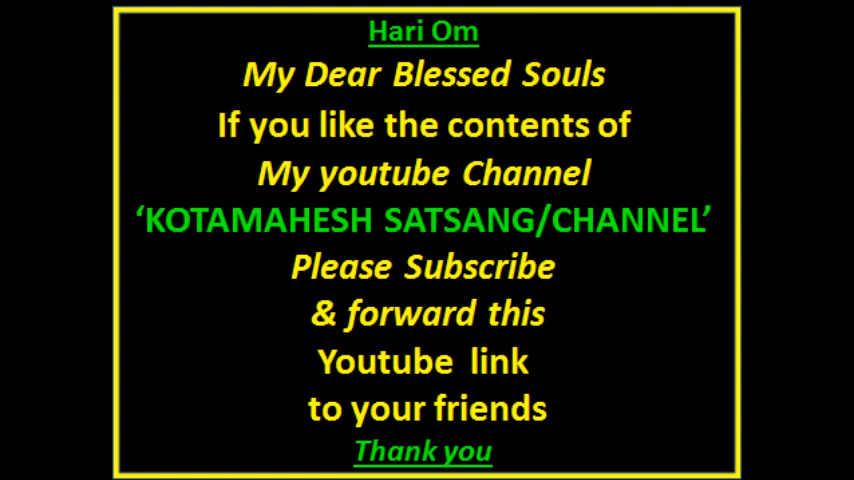 Hari Om
My Dear Blessed Souls
If you like the contents of
My youtube Channel
‘KOTAMAHESH SATSANG/CHANNEL’
Please Subscribe
& forward this
Youtube link
to your friends
Thank you